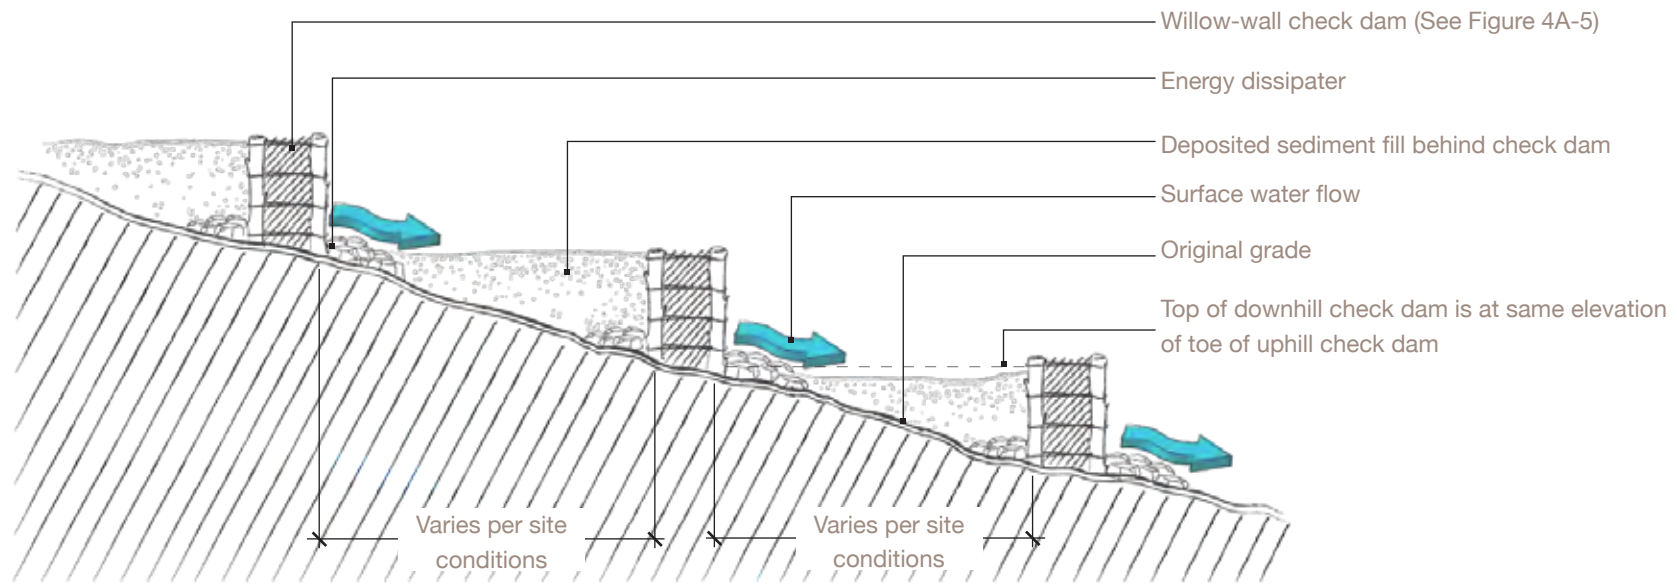 Willow-wall check dam (See Figure 4A-5)
Energy dissipater
Deposited sediment fill behind check dam
Surface water flow
Original grade
Top of downhill check dam is at same elevation
of toe of uphill check dam
Varies per site
conditions
Varies per site
conditions